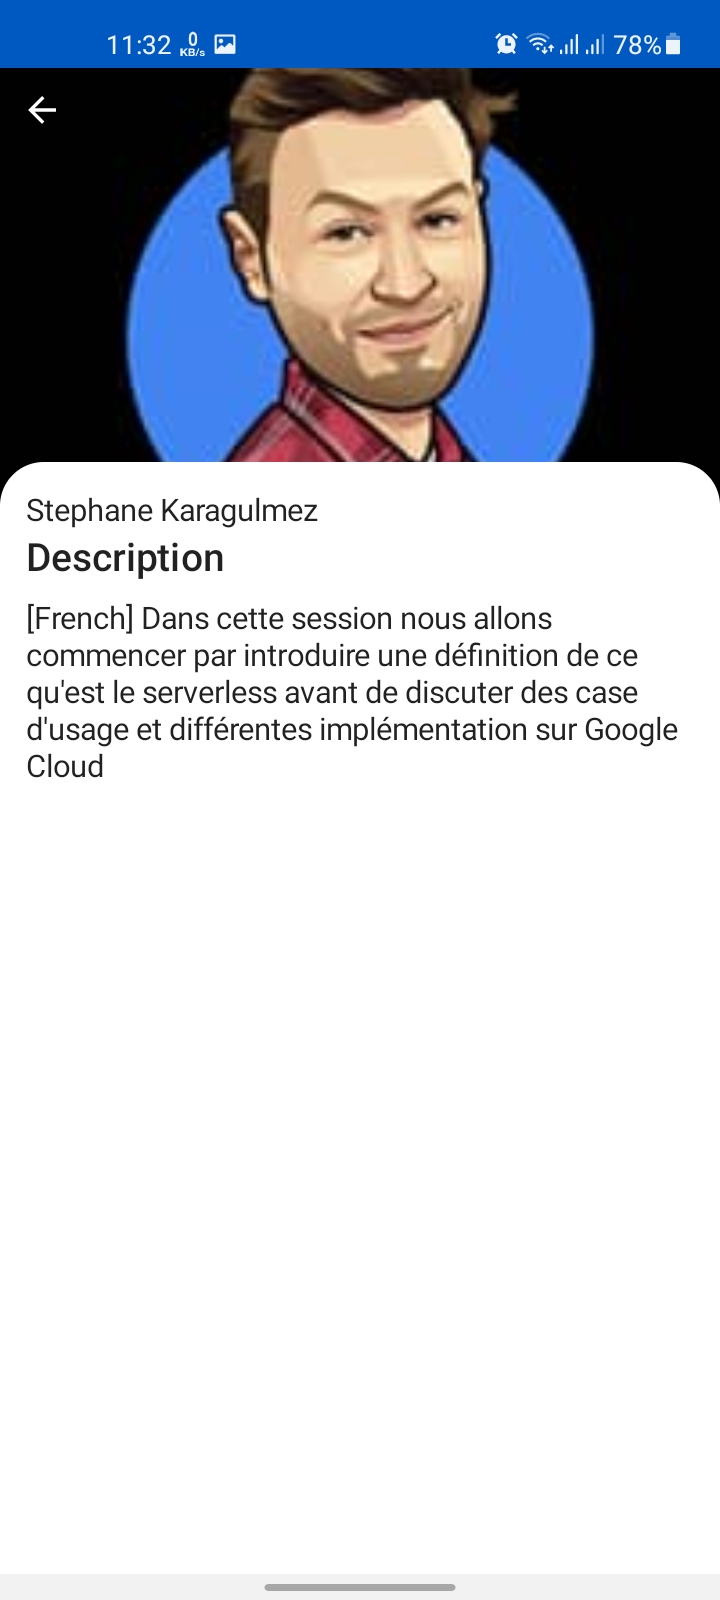 11:32 0 KB/s 78%
Stephane Karagulmez
Description
[French] Dans cette session nous allons
commencer par introduire une définition de ce
qu'est le serverless avant de discuter des case
d'usage et différentes implémentation sur Google
Cloud